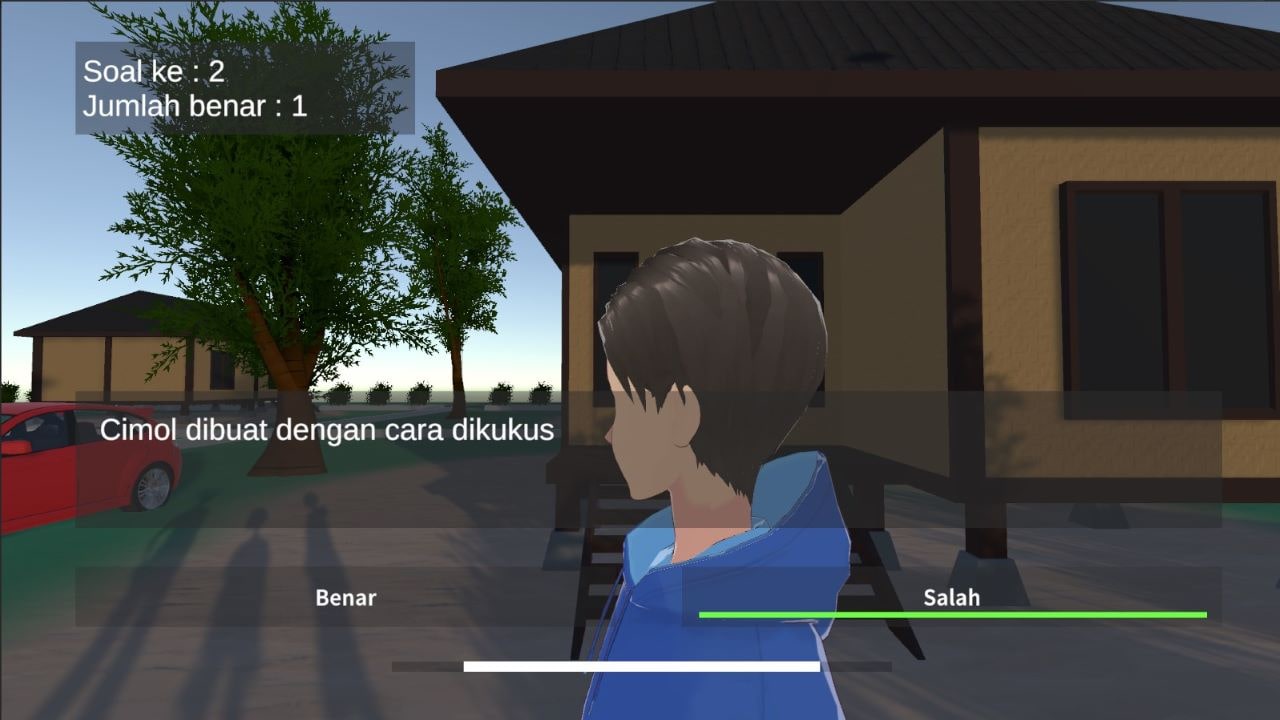 Soal ke : 2
Jumlah benar : 1
Cimol dibuat dengan cara dikukus
Benar
Salah